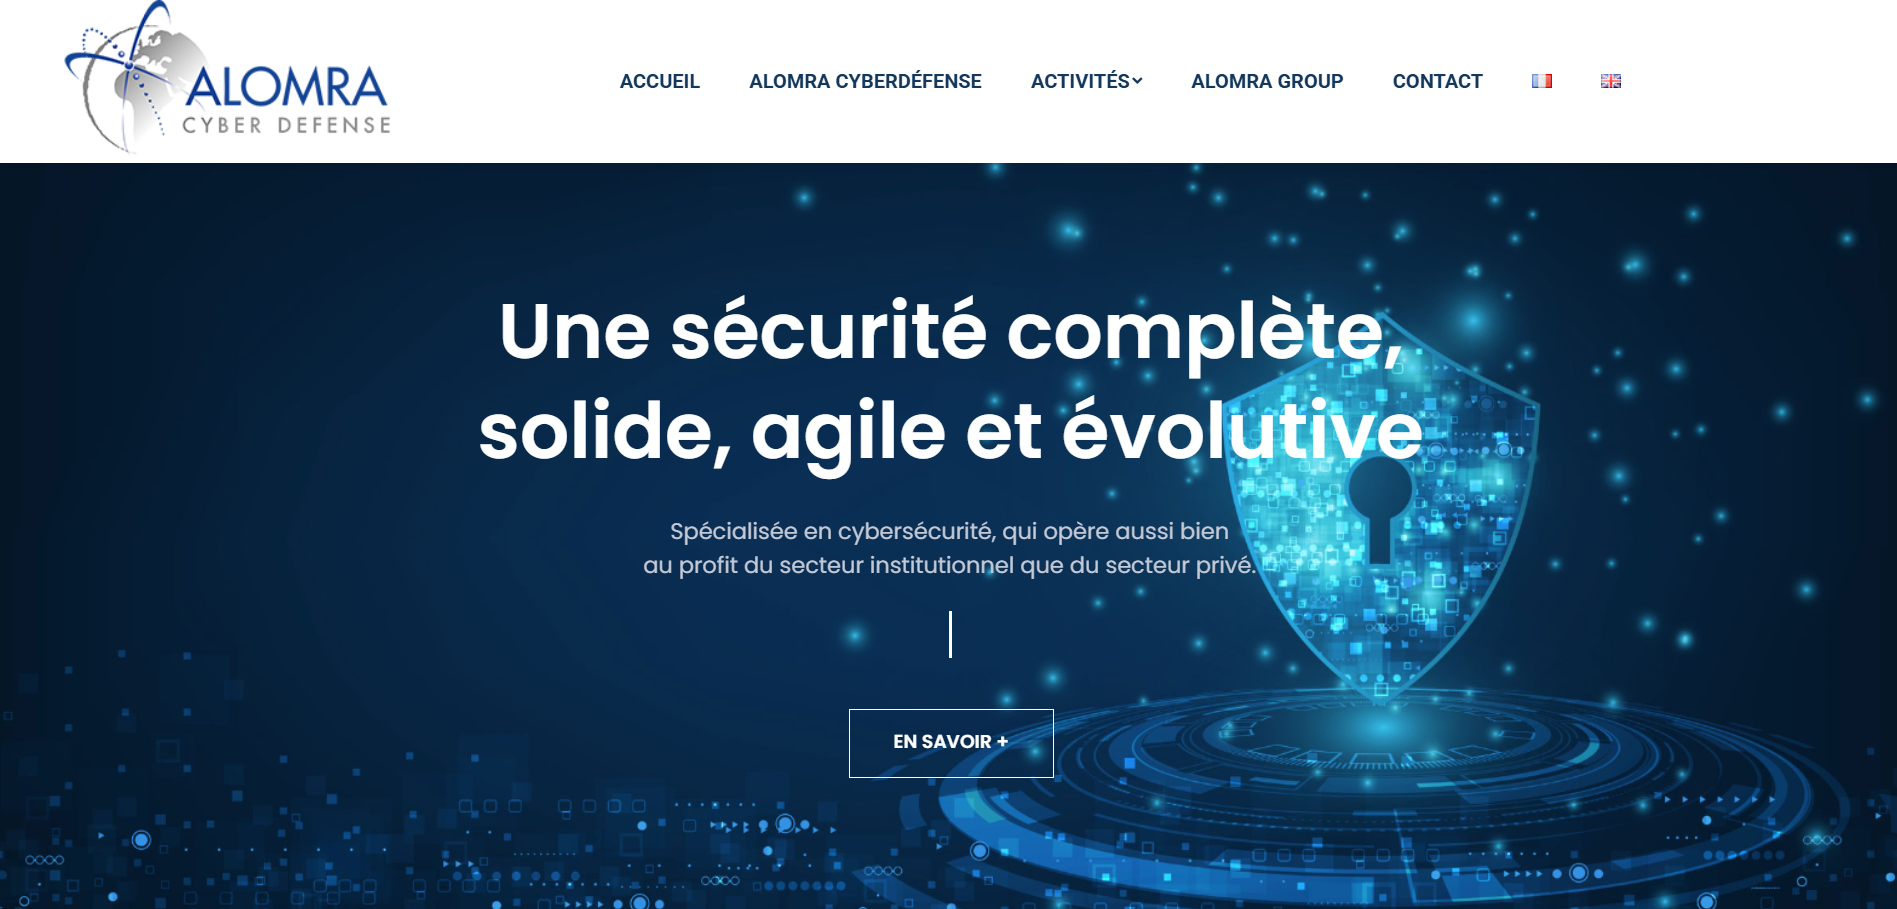 ALOMRA
CYBER DEFENSE
ACCUEIL
ALOMRA CYBERDÉFENSE
ACTIVITÉS
ALOMRA GROUP
CONTACT
Une sécurité complète,
solide, agile et évolutive
Spécialisée en cybersécurité, qui opère aussi bien
au profit du secteur institutionnel que du secteur privé.
EN SAVOIR +